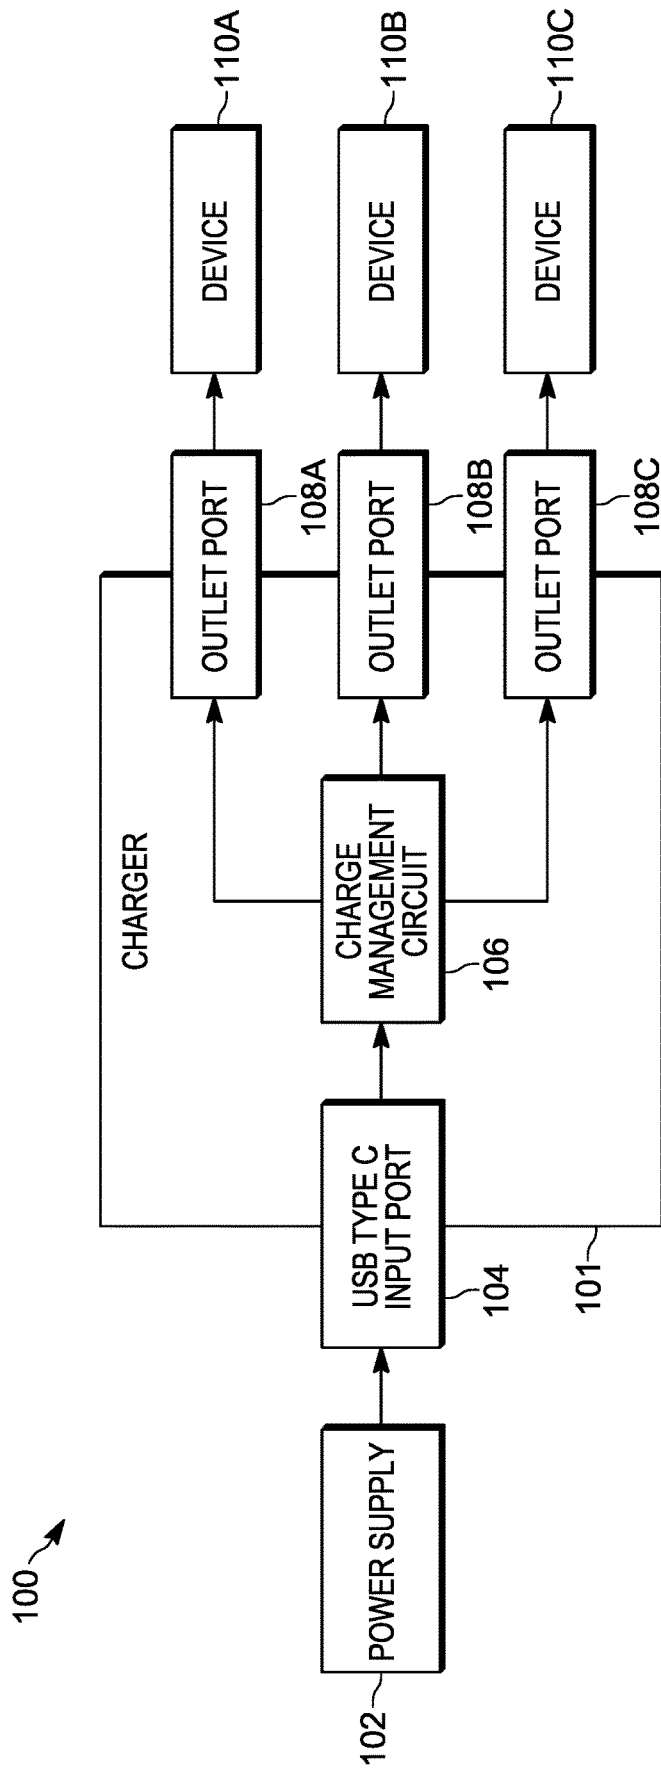 100
POWER SUPPLY
102
USB TYPE C
INPUT PORT
104
101
CHARGER
CHARGE
MANAGEMENT
CIRCUIT
106
OUTLET PORT
108A
OUTLET PORT
108B
OUTLET PORT
108C
DEVICE
110A
DEVICE
110B
DEVICE
110C